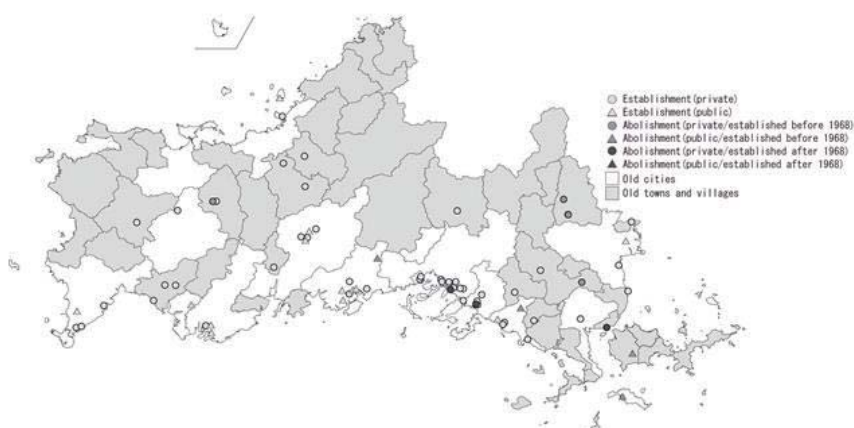 Establishment(private)
Establishment(public)
Abolishment(private/established before 1968)
Abolishment(public/established before 1968)
Abolishment(private/established after 1968)
Abolishment(public/established after 1968)
Old cities
Old towns and villages